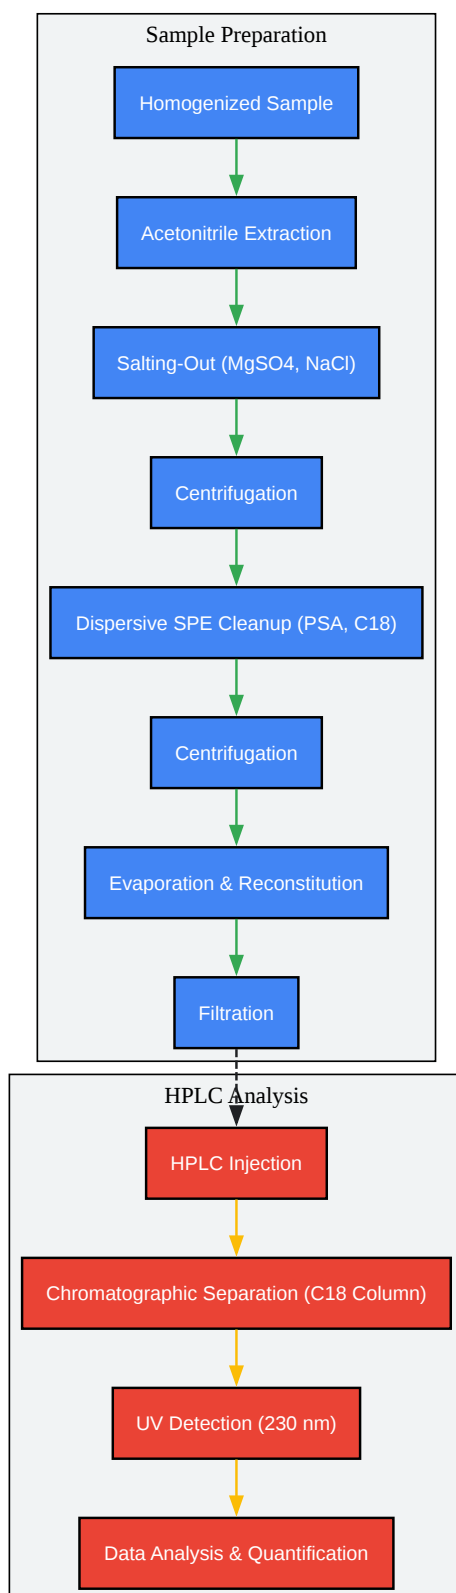 Sample Preparation
Homogenized Sample
Acetonitrile Extraction
Salting-Out (MgSO4, NaCl)
Centrifugation
Dispersive SPE Cleanup (PSA, C18)
Centrifugation
Evaporation & Reconstitution
Filtration
HPLC Analysis
HPLC Injection
Chromatographic Separation (C18 Column)
UV Detection (230 nm)
Data Analysis & Quantification